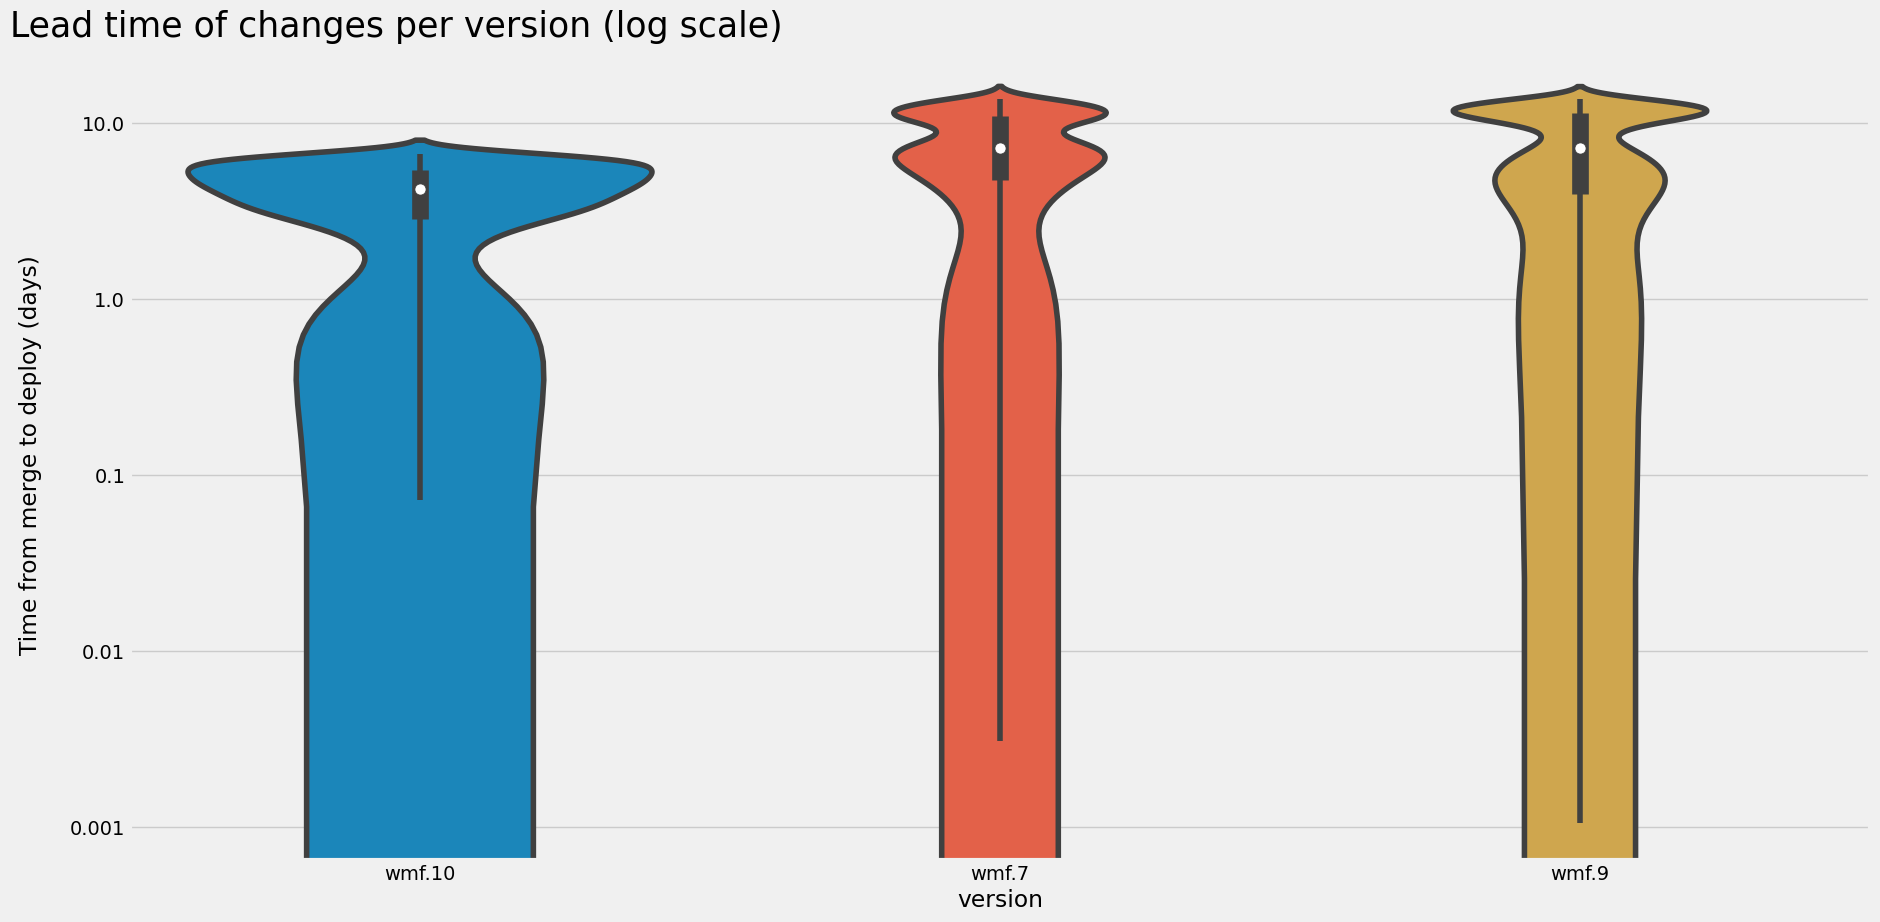 Lead time of changes per version (log scale)
Time from merge to deploy (days)
10.0
1.0
0.1
0.01
0.001
wmf.10
wmf.7
wmf.9
version